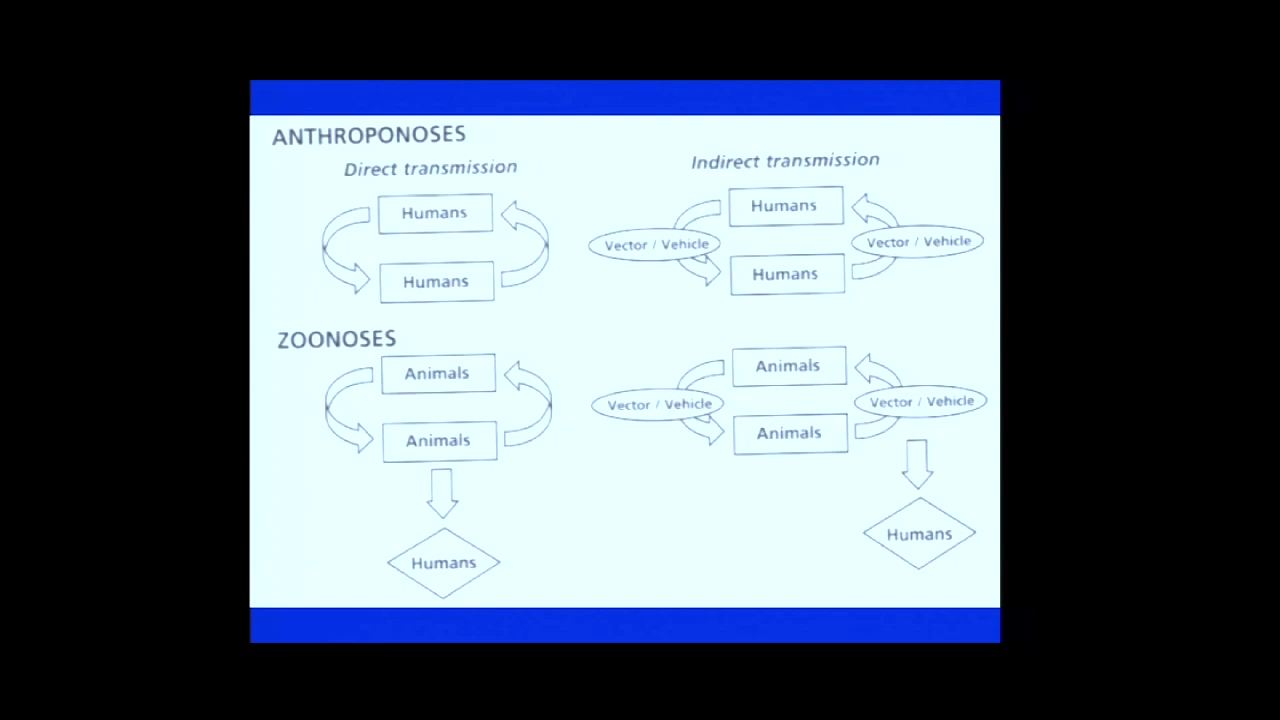 ANTHROPONOSES
Direct transmission
Indirect transmission
Humans
Humans
Vector / Vehicle
Vector / Vehicle
Humans
Humans
ZOONOSES
Animals
Animals
Vector / Vehicle
Vector / Vehicle
Animals
Animals
Humans
Humans